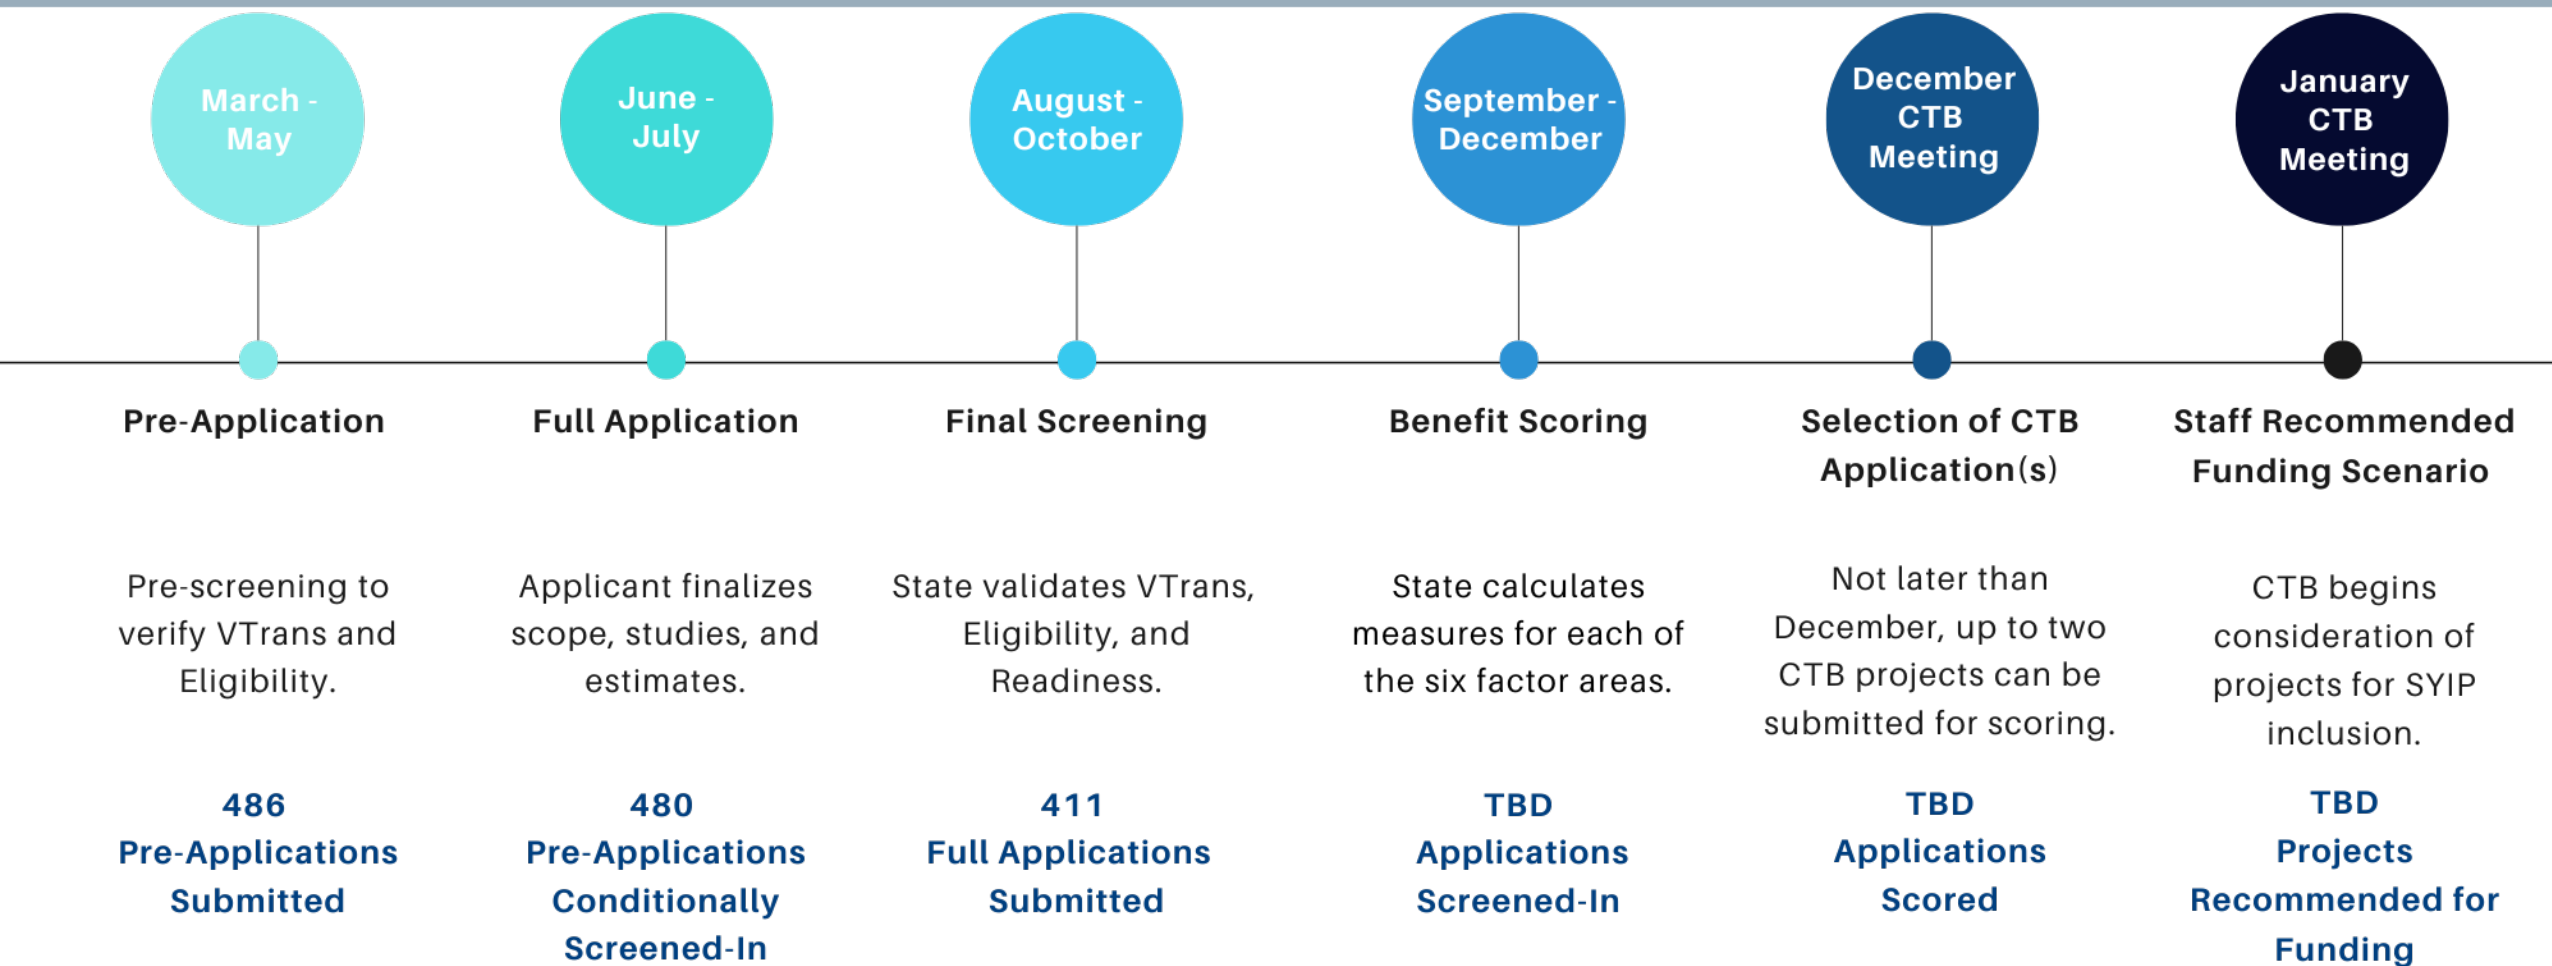 March -
May
June -
July
August -
October
September -
December
December
CTB
Meeting
January
CTB
Meeting
Pre-Application
Full Application
Final Screening
Benefit Scoring
Selection of CTB
Application(s)
Staff Recommended
Funding Scenario
Pre-screening to
verify VTrans and
Eligibility.
Applicant finalizes
scope, studies, and
estimates.
State validates VTrans,
Eligibility, and
Readiness.
State calculates
measures for each of
the six factor areas.
Not later than
December, up to two
CTB projects can be
submitted for scoring.
CTB begins
consideration of
projects for SYIP
inclusion.
486
Pre-Applications
Submitted
480
Pre-Applications
Conditionally
Screened-In
411
Full Applications
Submitted
TBD
Applications
Screened-In
TBD
Applications
Scored
TBD
Projects
Recommended for
Funding